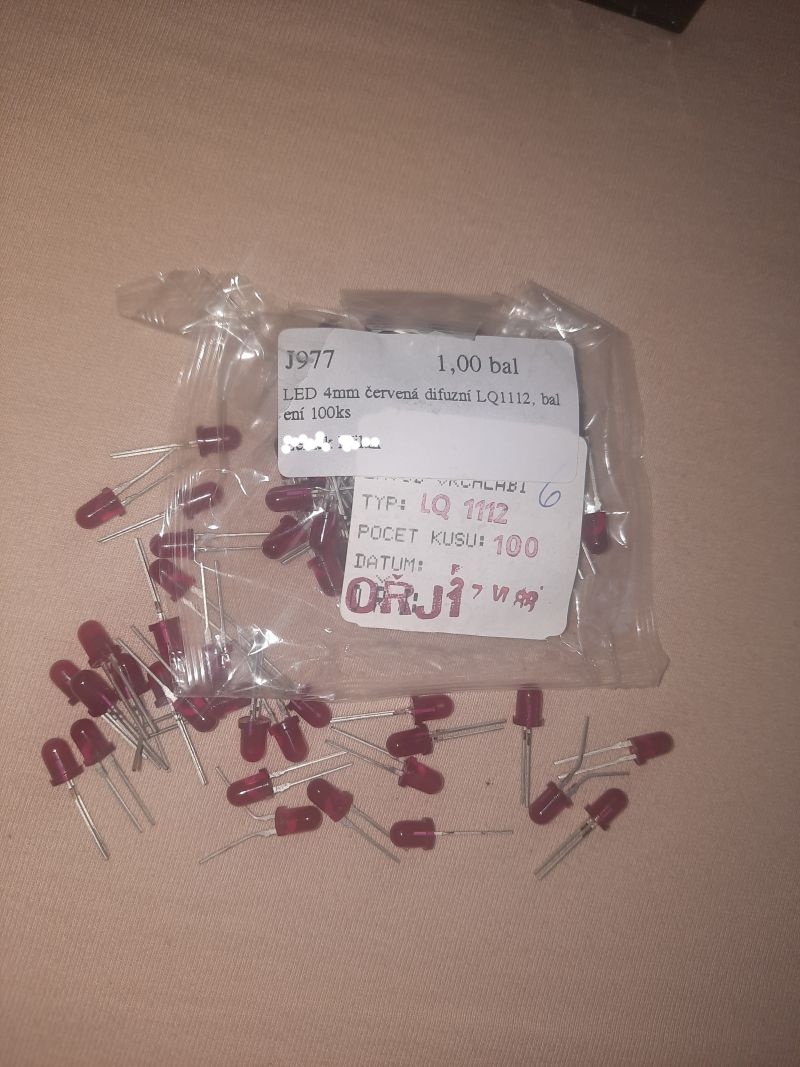 J977 1,00 bal
LED 4mm červená difuzní LQ1112, bal
ení 100ks
VRCHLABI 6
TYP: LQ 1112
POCET KUSU: 100
DATUM: